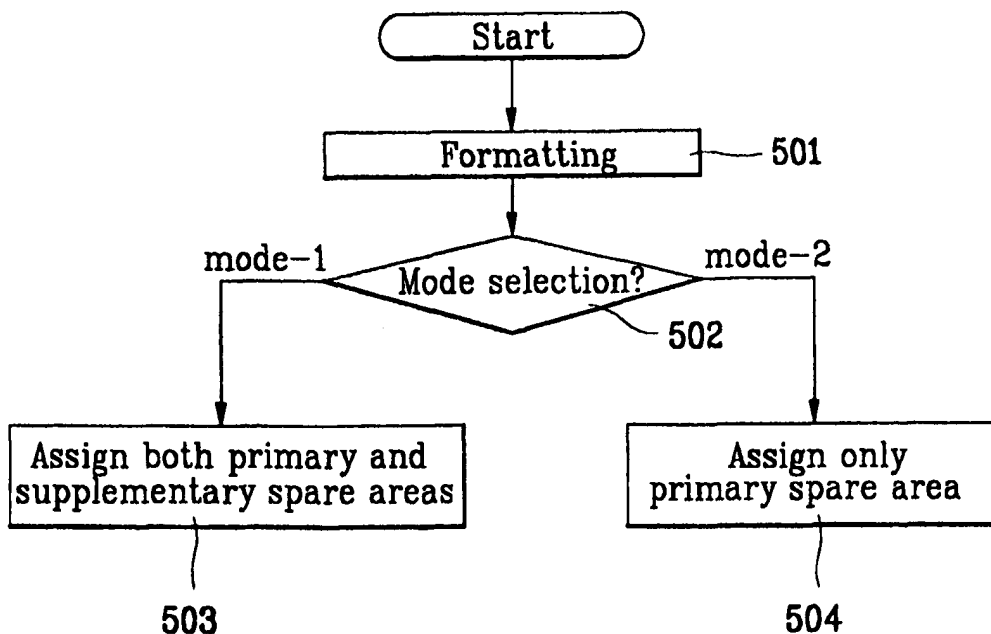 Start
Formatting
501
mode-1
mode-2
Mode selection?
502
Assign both primary and
supplementary spare areas
Assign only
primary spare area
503
504